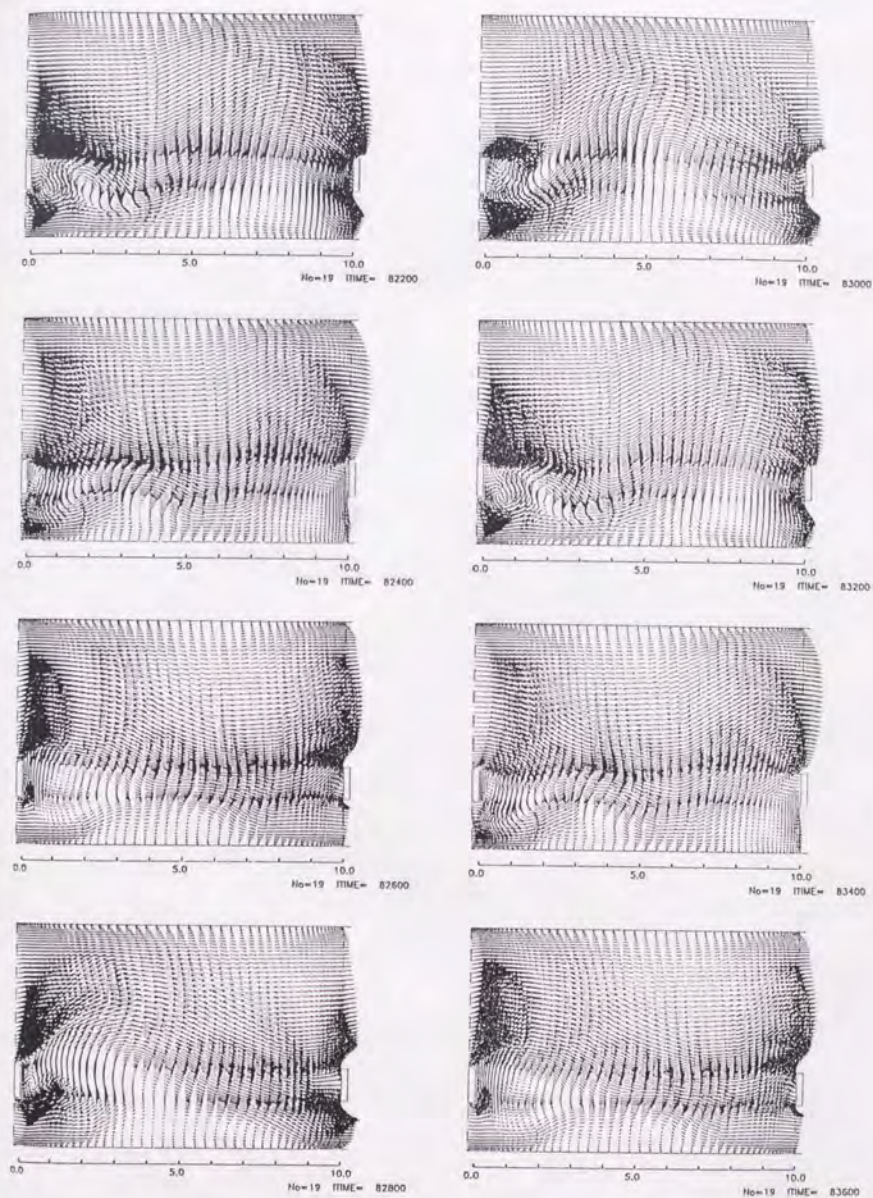 0.0 5.0 10.0
No=19 ITIME= 82200
0.0 5.0 10.0
No=19 ITIME= 82400
0.0 5.0 10.0
No=19 ITIME= 82600
0.0 5.0 10.0
No=19 ITIME= 82800
0.0 5.0 10.0
No=19 ITIME= 83000
0.0 5.0 10.0
No=19 ITIME= 83200
0.0 5.0 10.0
No=19 ITIME= 83400
0.0 5.0 10.0
No=19 ITIME= 83600